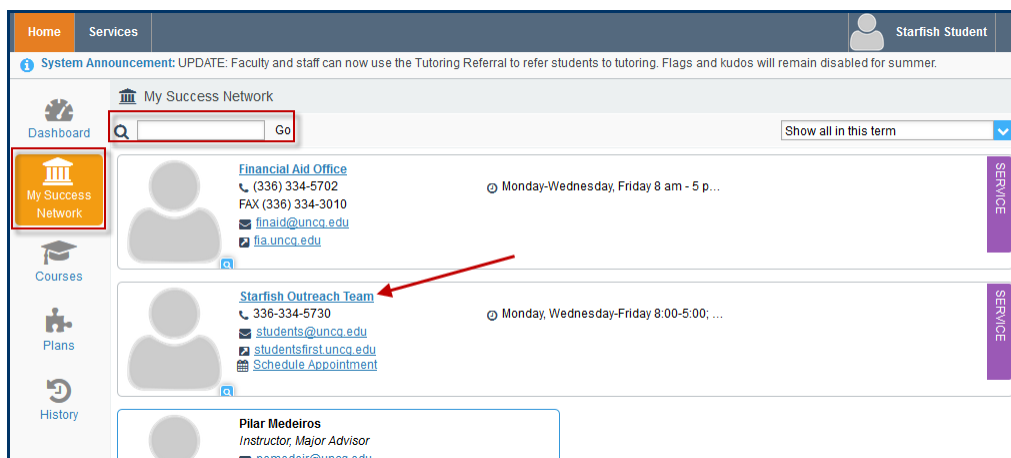 Home Services Starfish Student
System Announcement: UPDATE: Faculty and staff can now use the Tutoring Referral to refer students to tutoring. Flags and kudos will remain disabled for summer.
Dashboard
My Success Network
Courses
Plans
History
My Success Network
Go
Show all in this term
Financial Aid Office
(336) 334-5702
FAX (336) 334-3010
finaid@uncg.edu
fia.uncg.edu
Monday-Wednesday, Friday 8 am - 5 p...
SERVICE
Starfish Outreach Team
336-334-5730
students@uncg.edu
studentsfirst.uncg.edu
Schedule Appointment
Monday, Wednesday-Friday 8:00-5:00; ...
SERVICE
Pilar Medeiros
Instructor, Major Advisor